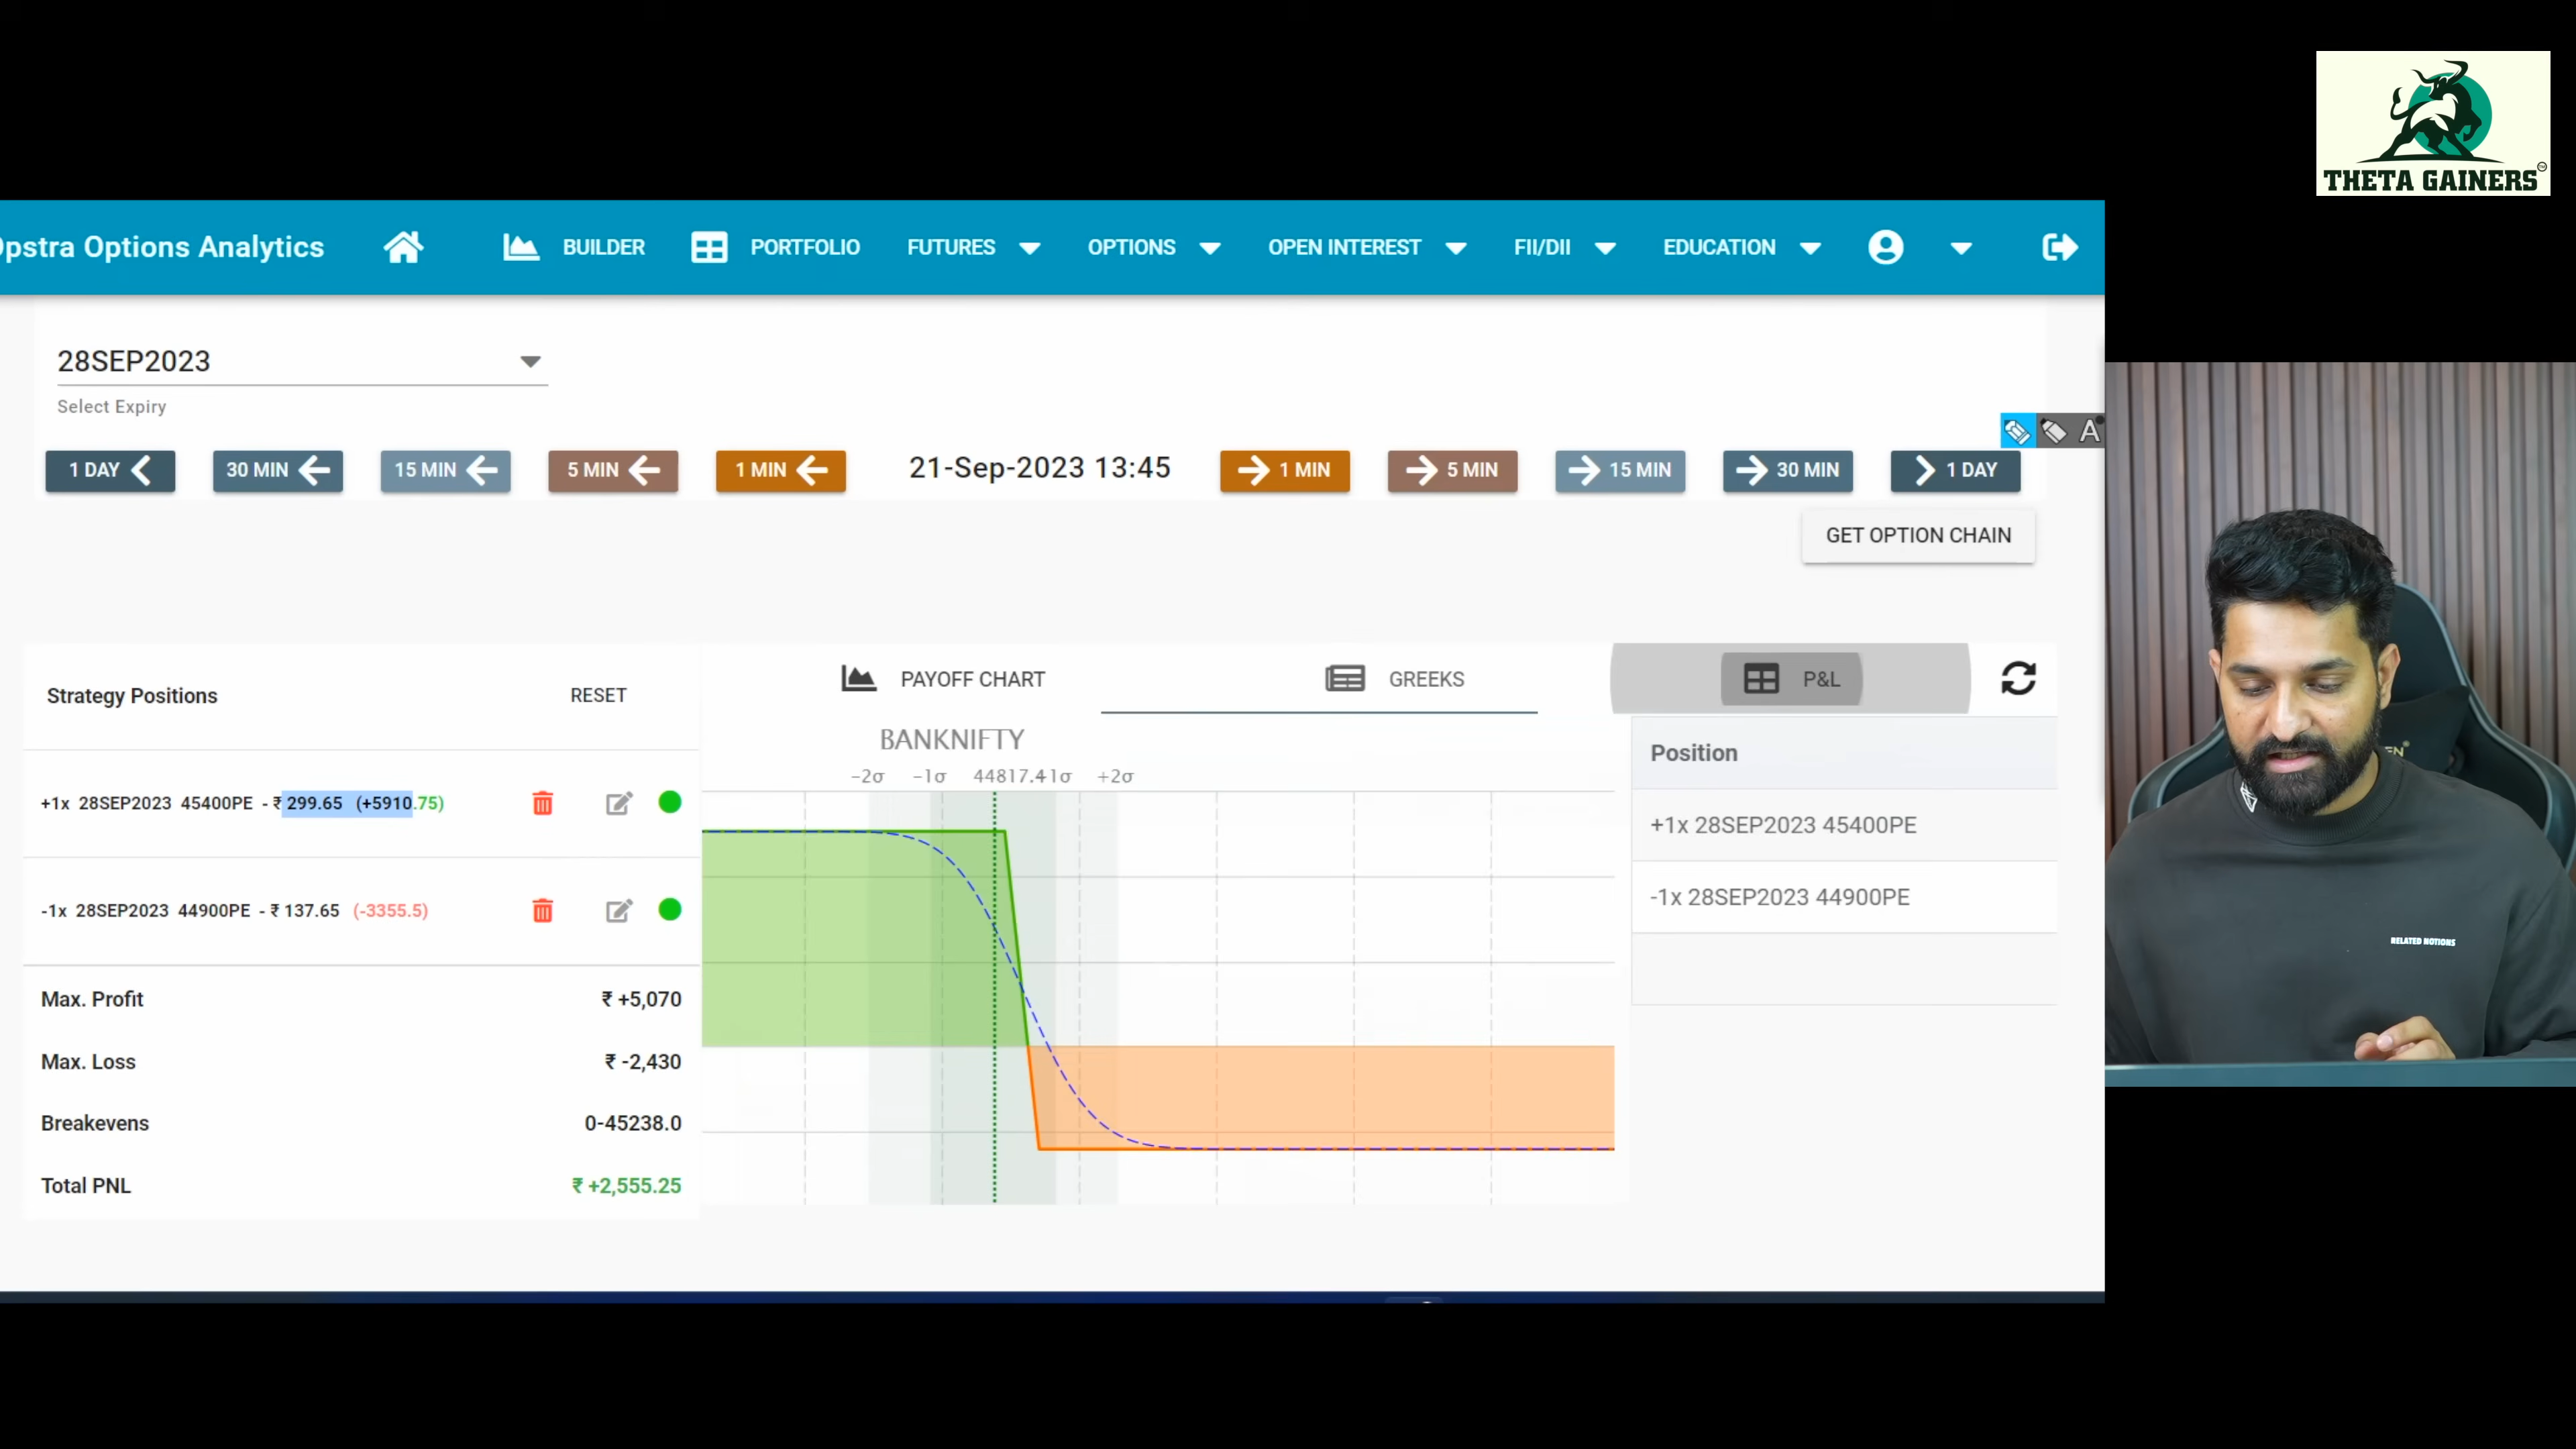 THETA GAINERS
pstra Options Analytics
BUILDER
PORTFOLIO
FUTURES
OPTIONS
OPEN INTEREST
FII/DII
EDUCATION
28SEP2023
Select Expiry
A
1 DAY
30 MIN
15 MIN
5 MIN
1 MIN
21-Sep-2023 13:45
1 MIN
5 MIN
15 MIN
30 MIN
1 DAY
GET OPTION CHAIN
Strategy Positions
RESET
+1x 28SEP2023 45400PE - ₹ 299.65 (+5910.75)
-1x 28SEP2023 44900PE - ₹ 137.65 (-3355.5)
Max. Profit
₹ +5,070
Max. Loss
₹ -2,430
Breakevens
0-45238.0
Total PNL
₹ +2,555.25
PAYOFF CHART
GREEKS
P&L
BANKNIFTY
-2σ
-1σ
44817.4
1σ
+2σ
Position
+1x 28SEP2023 45400PE
-1x 28SEP2023 44900PE
RELATED NOTIONS